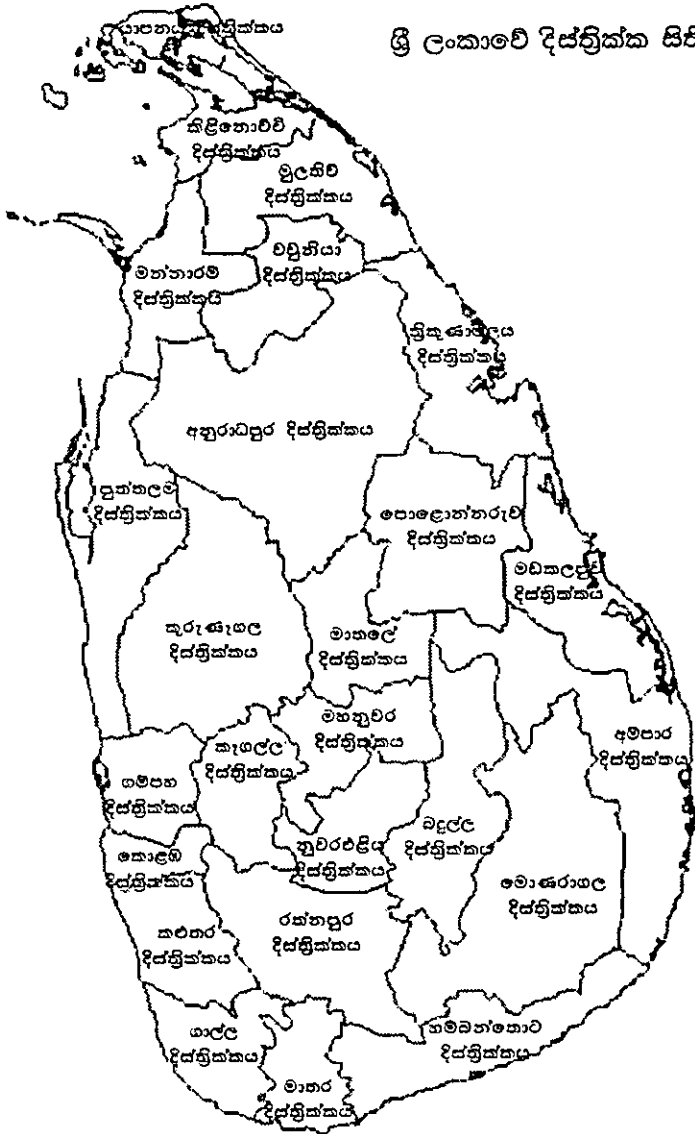 ශ්‍රී ලංකාවේ දිස්ත්‍රික්ක
යාපනය දිස්ත්‍රික්කය
කිළිනොච්චි
දිස්ත්‍රික්කය
මුලතිව්
දිස්ත්‍රික්කය
වවුනියා
දිස්ත්‍රික්කය
මන්නාරම්
දිස්ත්‍රික්කය
ත්‍රිකුණාමලය
දිස්ත්‍රික්කය
අනුරාධපුර දිස්ත්‍රික්කය
පුත්තලම
දිස්ත්‍රික්කය
පොළොන්නරුව
දිස්ත්‍රික්කය
මඩකලපුව
දිස්ත්‍රික්කය
කුරුණෑගල
දිස්ත්‍රික්කය
මාතලේ
දිස්ත්‍රික්කය
මහනුවර
දිස්ත්‍රික්කය
අම්පාර
දිස්ත්‍රික්කය
කෑගල්ල
දිස්ත්‍රික්කය
ගම්පහ
දිස්ත්‍රික්කය
නුවරඑළිය
දිස්ත්‍රික්කය
බදුල්ල
දිස්ත්‍රික්කය
කොළඹ
දිස්ත්‍රික්කය
මොණරාගල
දිස්ත්‍රික්කය
කළුතර
දිස්ත්‍රික්කය
රත්නපුර
දිස්ත්‍රික්කය
ගාල්ල
දිස්ත්‍රික්කය
හම්බන්තොට
දිස්ත්‍රික්කය
මාතර
දිස්ත්‍රික්කය